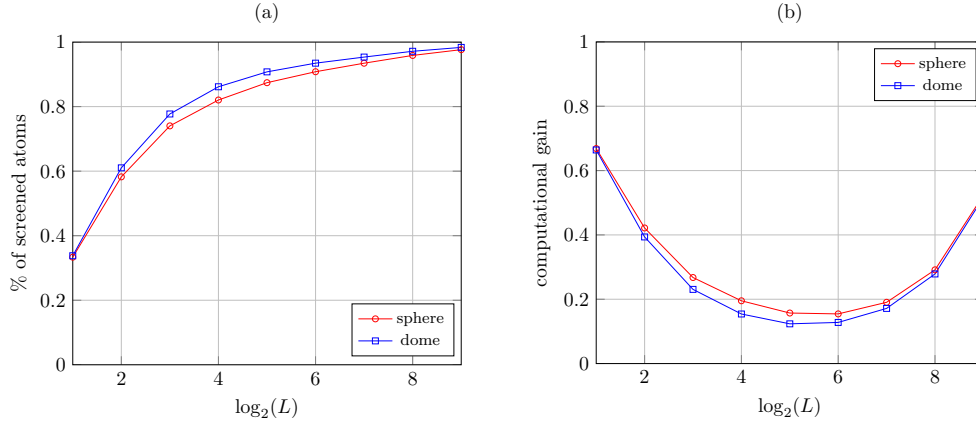 (a)
% of screened atoms
1
0.8
0.6
0.4
0.2
0
2 4 6 8
log₂(L)
sphere
dome
(b)
computational gain
1
0.8
0.6
0.4
0.2
0
2 4 6 8
log₂(L)
sphere
dome